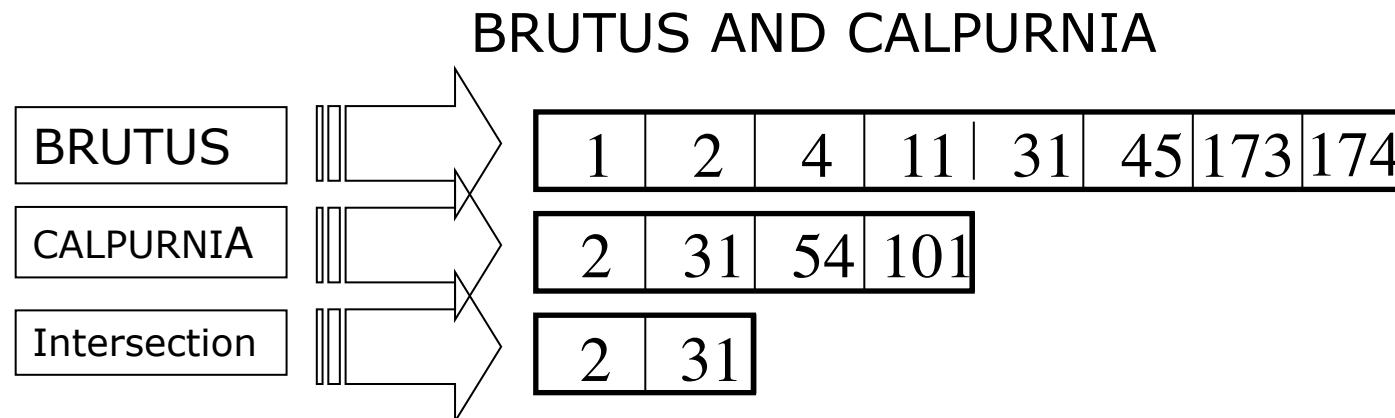 BRUTUS AND CALPURNIA
BRUTUS 1 2 4 11 31 45 173 174
CALPURNIA 2 31 54 101
Intersection 2 31